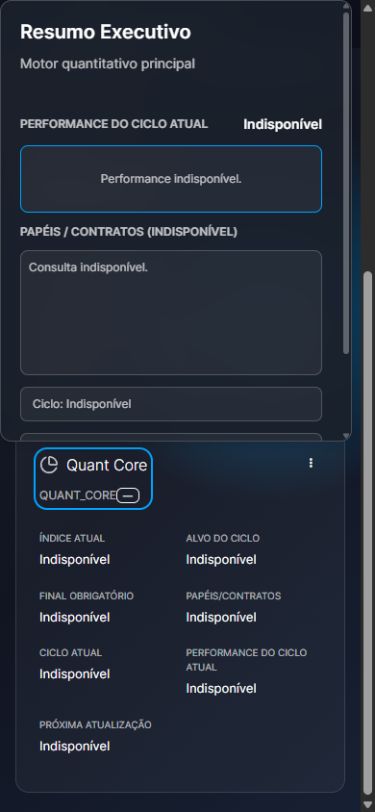 Resumo Executivo
Motor quantitativo principal
PERFORMANCE DO CICLO ATUAL
Indisponível
Performance indisponível.
PAPÉIS / CONTRATOS (INDISPONÍVEL)
Consulta indisponível.
Ciclo: Indisponível
Quant Core
QUANT_CORE
ÍNDICE ATUAL
Indisponível
ALVO DO CICLO
Indisponível
FINAL OBRIGATÓRIO
Indisponível
PAPÉIS/CONTRATOS
Indisponível
CICLO ATUAL
Indisponível
PERFORMANCE DO CICLO
ATUAL
Indisponível
PRÓXIMA ATUALIZAÇÃO
Indisponível